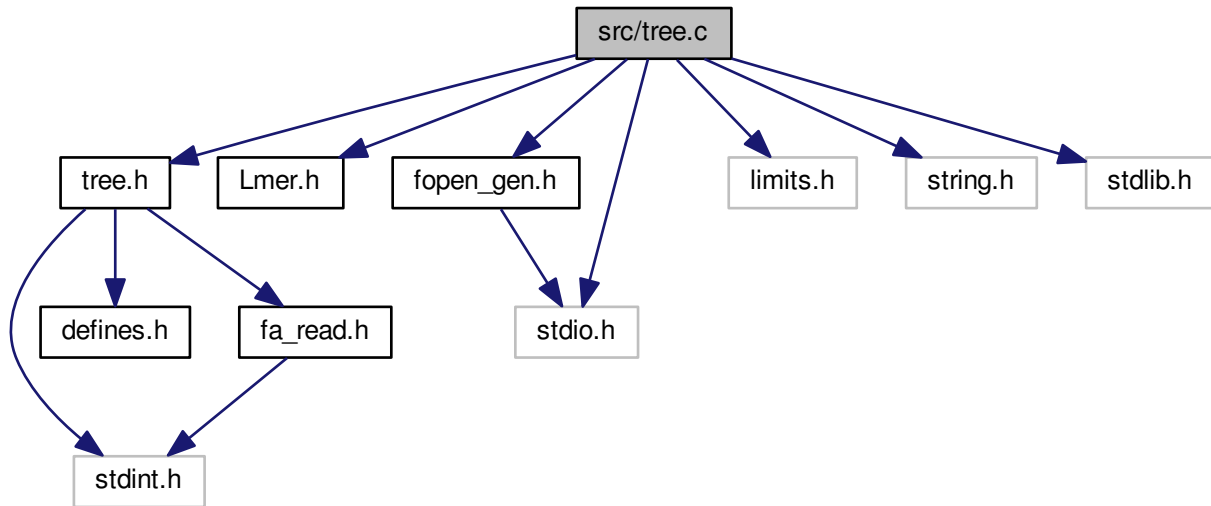 src/tree.c
tree.h
Lmer.h
fopen_gen.h
limits.h
string.h
stdlib.h
defines.h
fa_read.h
stdio.h
stdint.h